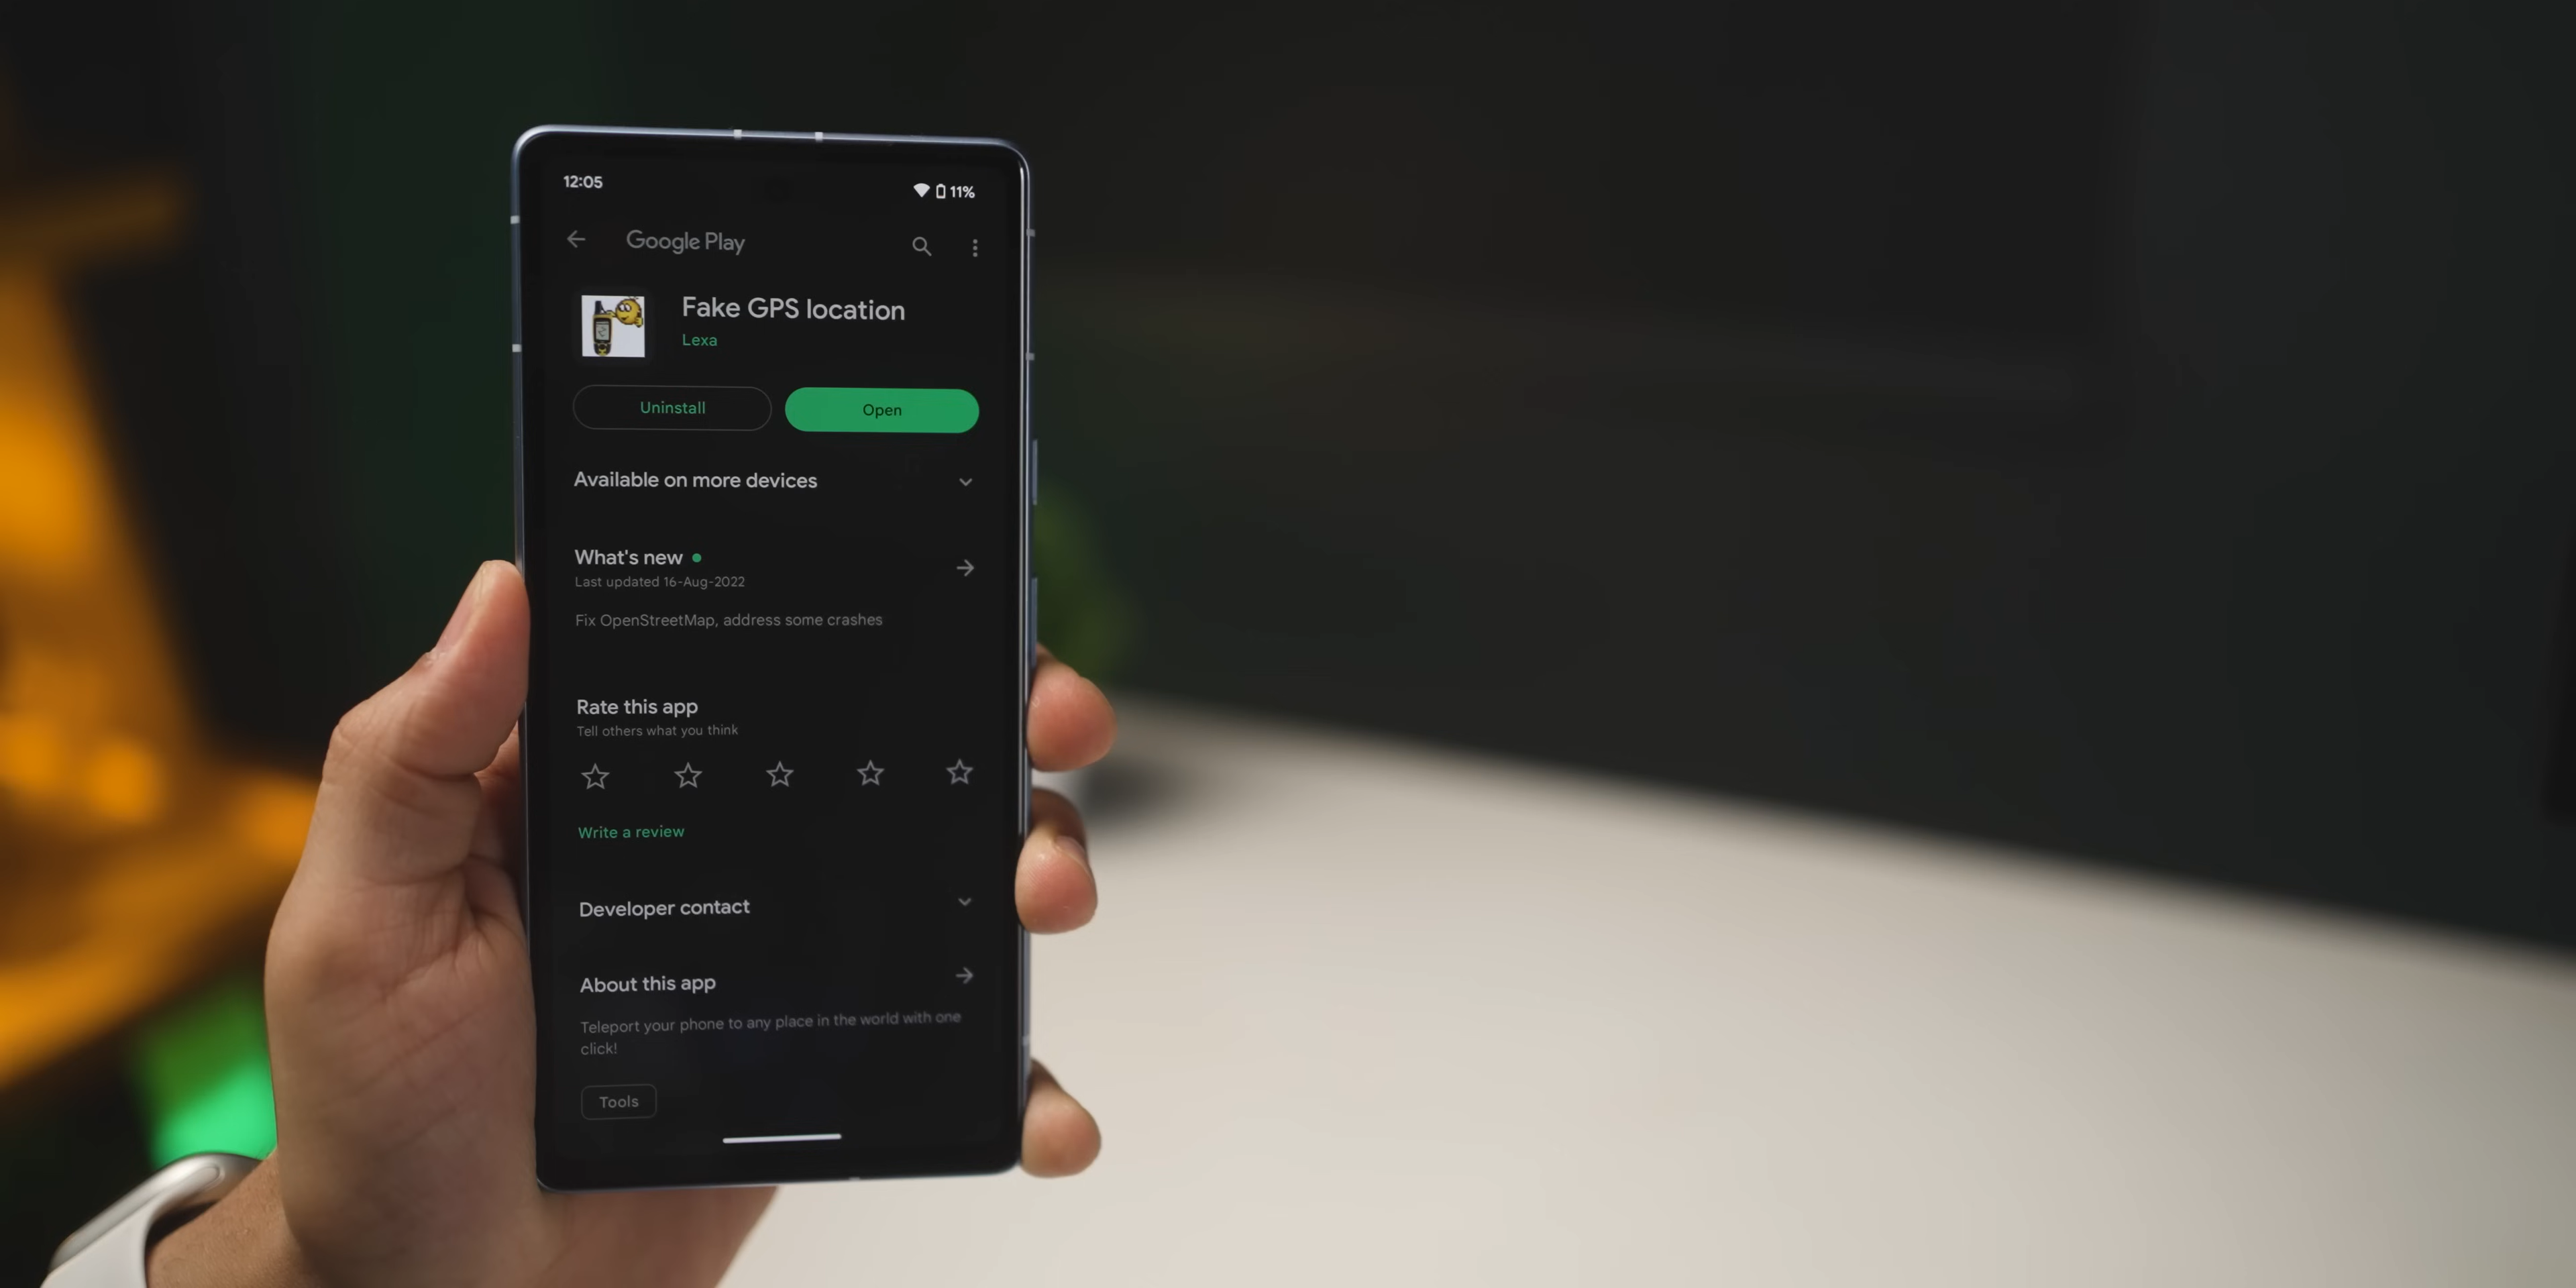 12:05
11%
Google Play
Fake GPS location
Lexa
Uninstall
Open
Available on more devices
What's new
Last updated 16-Aug-2022
Fix OpenStreetMap, address some crashes
Rate this app
Tell others what you think
Write a review
Developer contact
About this app
Teleport your phone to any place in the world with one
click!
Tools